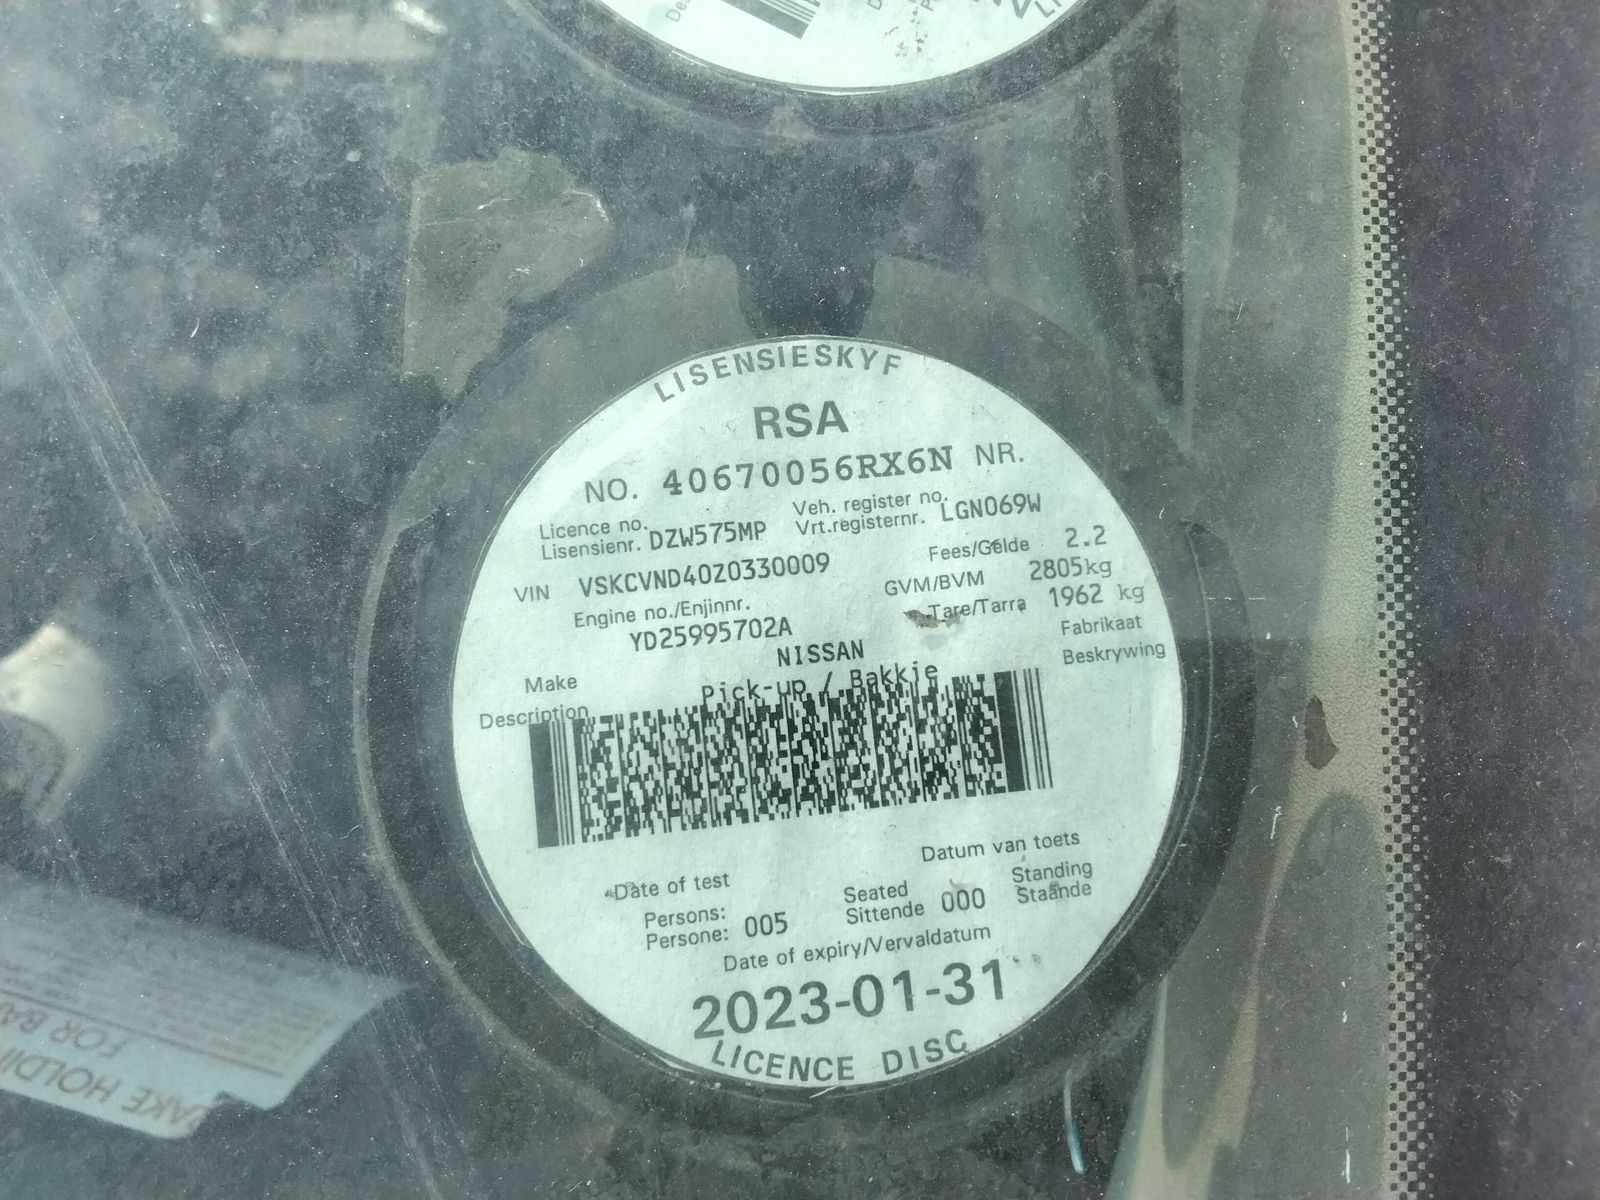 LISENSIESKYF
RSA
NO. 40670056RX6N NR.
Licence no. Veh. register no.
Lisensienr. DZW575MP Vrt.registernr. LGN069W
VIN VSKCVND40Z0330009 Fees/Gelde 2.2
Engine no./Enjinnr. GVM/BVM 2805kg
YD25995702A Tare/Tarra 1962 kg
NISSAN Fabrikaat
Make Pick-up / Bakkie Beskrywing
Description
Datum van toets
Date of test
Persons: Seated Standing
Persone: 005 Sittende 000 Staande
Date of expiry/Vervaldatum
2023-01-31
LICENCE DISC
FOR